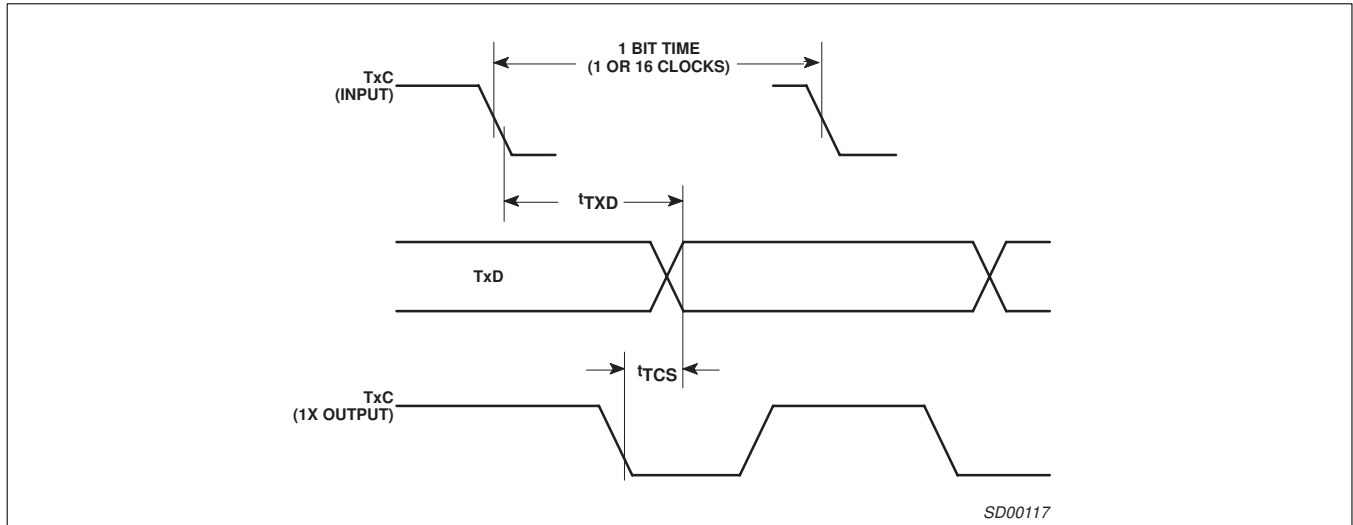 1 BIT TIME
(1 OR 16 CLOCKS)
TxC
(INPUT)
tTXD
TxD
tTCS
TxC
(1X OUTPUT)
SD00117